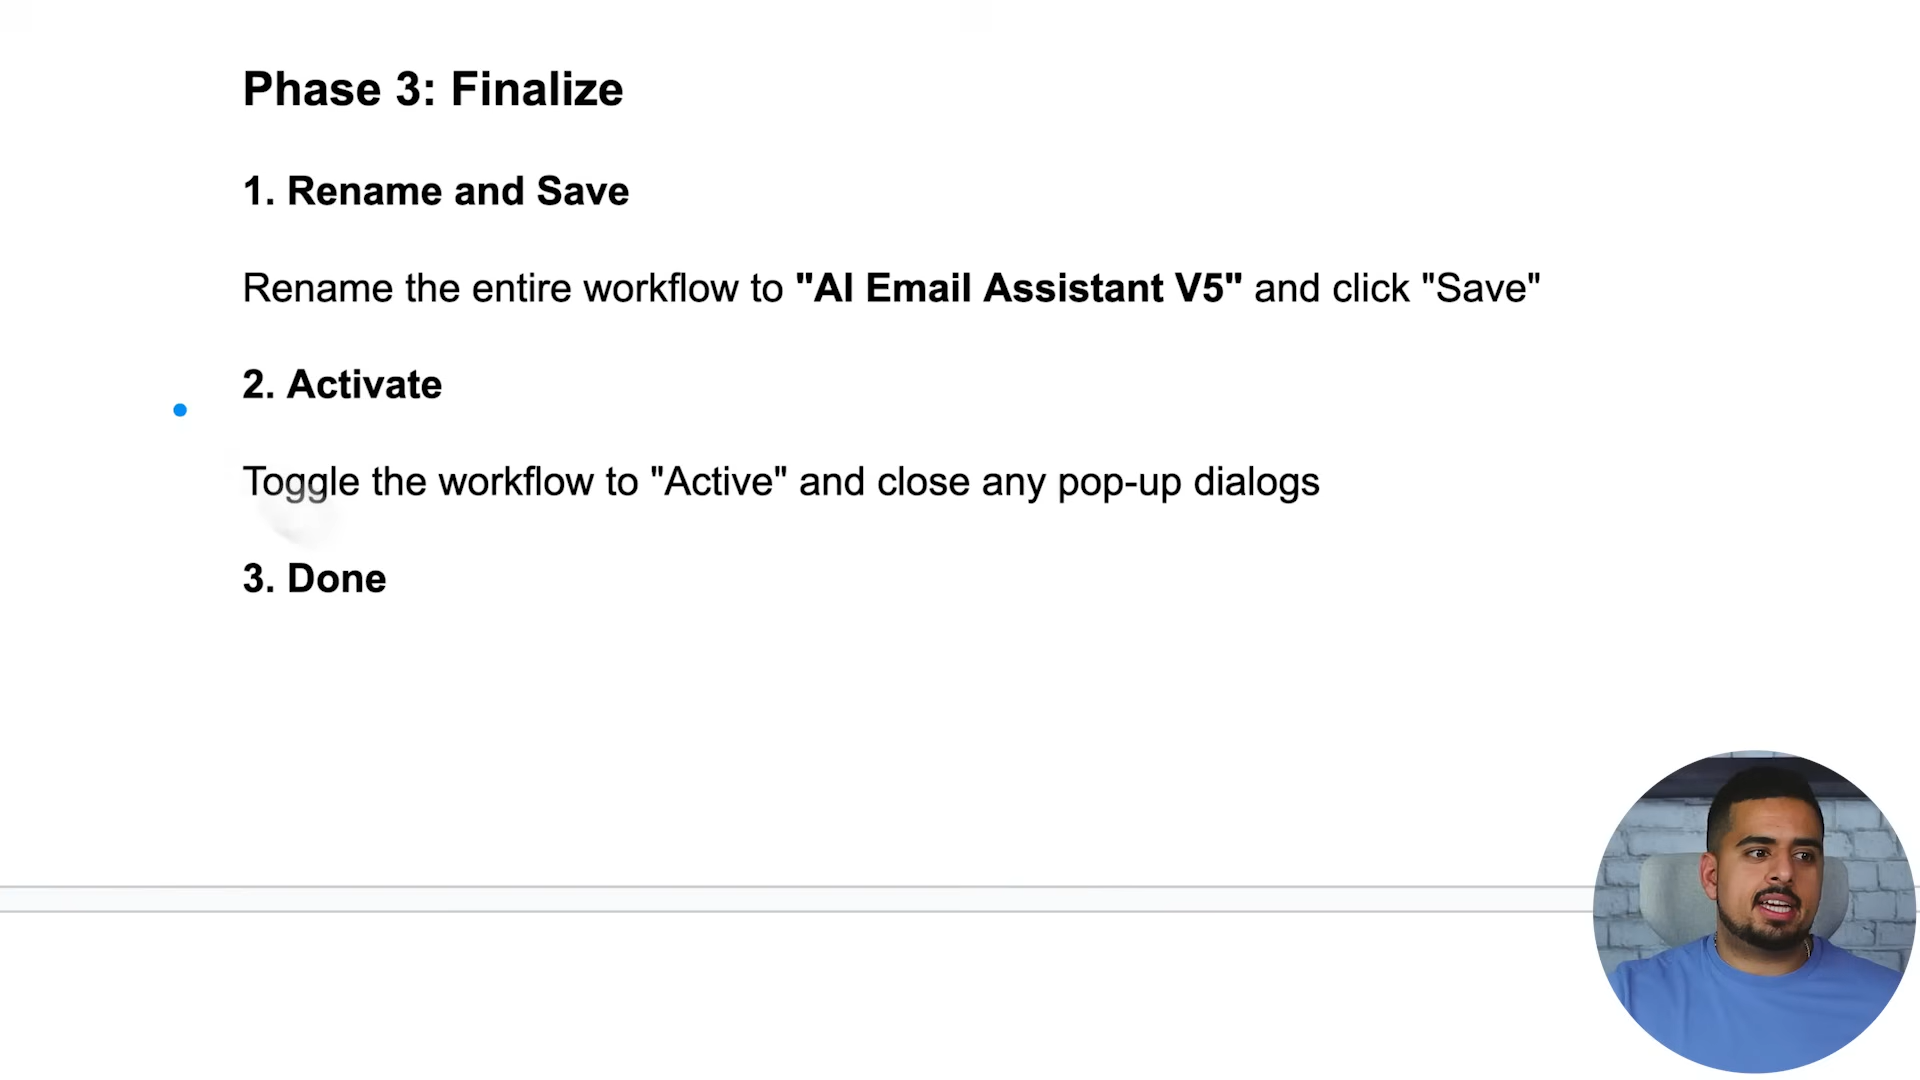 Phase 3: Finalize
1. Rename and Save
Rename the entire workflow to "AI Email Assistant V5" and click "Save"
2. Activate
Toggle the workflow to "Active" and close any pop-up dialogs
3. Done